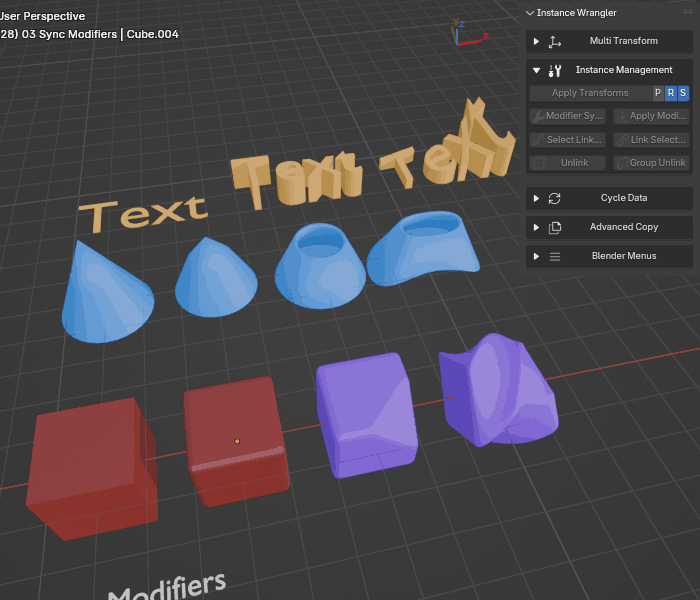 User Perspective
28) 03 Sync Modifiers | Cube.004
Y
Z
X
Instance Wrangler
Multi Transform
Instance Management
Apply Transforms
P
R
S
Modifier Sy...
Apply Modi...
Select Link...
Link Select...
Unlink
Group Unlink
Cycle Data
Advanced Copy
Blender Menus
Text
Text
Text
Modifiers